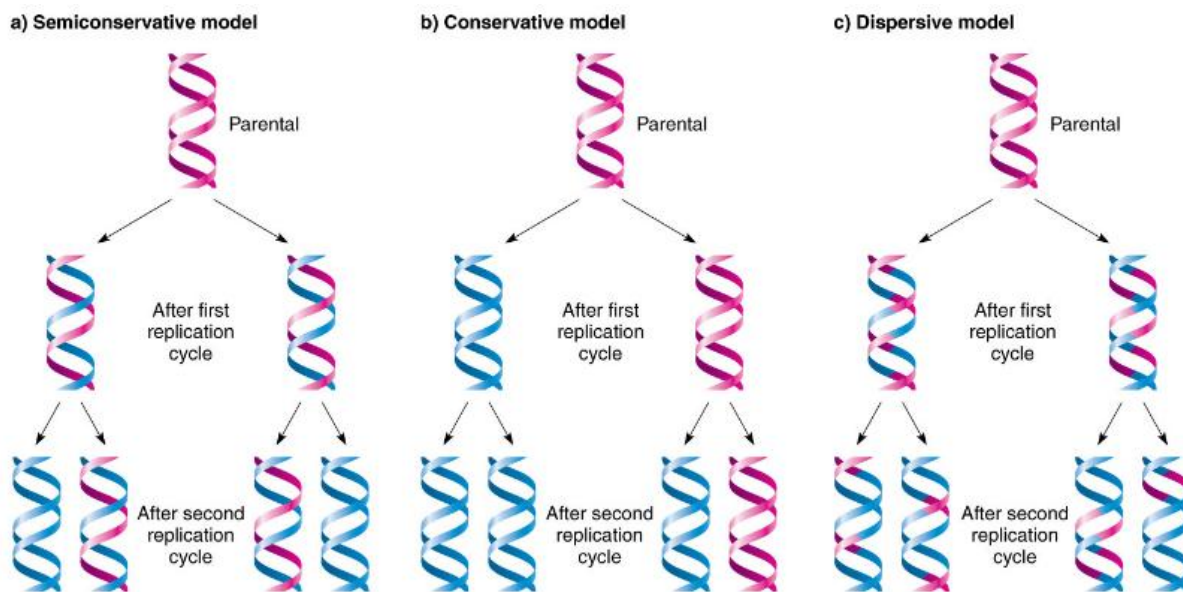 a) Semiconservative model
Parental
After first
replication
cycle
After second
replication
cycle
b) Conservative model
Parental
After first
replication
cycle
After second
replication
cycle
c) Dispersive model
Parental
After first
replication
cycle
After second
replication
cycle